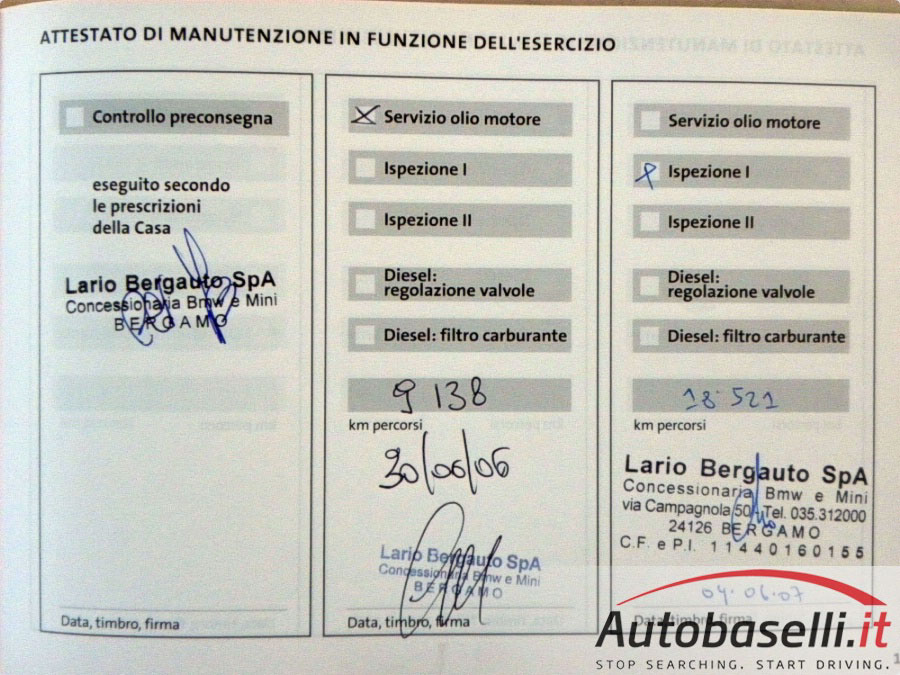 ATTESTATO DI MANUTENZIONE IN FUNZIONE DELL'ESERCIZIO
Controllo preconsegna
eseguito secondo
le prescrizioni
della Casa
Lario Bergauto SpA
Concessionaria Bmw e Mini
BERGAMO
Data, timbro, firma
Servizio olio motore
Ispezione I
Ispezione II
Diesel:
regolazione valvole
Diesel: filtro carburante
9 138
km percorsi
30/06/06
Lario Bergauto SpA
Concessionaria Bmw e Mini
BERGAMO
Data, timbro, firma
Servizio olio motore
Ispezione I
Ispezione II
Diesel:
regolazione valvole
Diesel: filtro carburante
18.521
km percorsi
Lario Bergauto SpA
Concessionaria Bmw e Mini
via Campagnola 50 Tel. 035.312000
24126 BERGAMO
C.F. e P.I. 11440160155
04.06.07
Data, timbro, firma
Autobaselli.it
STOP SEARCHING. START DRIVING.